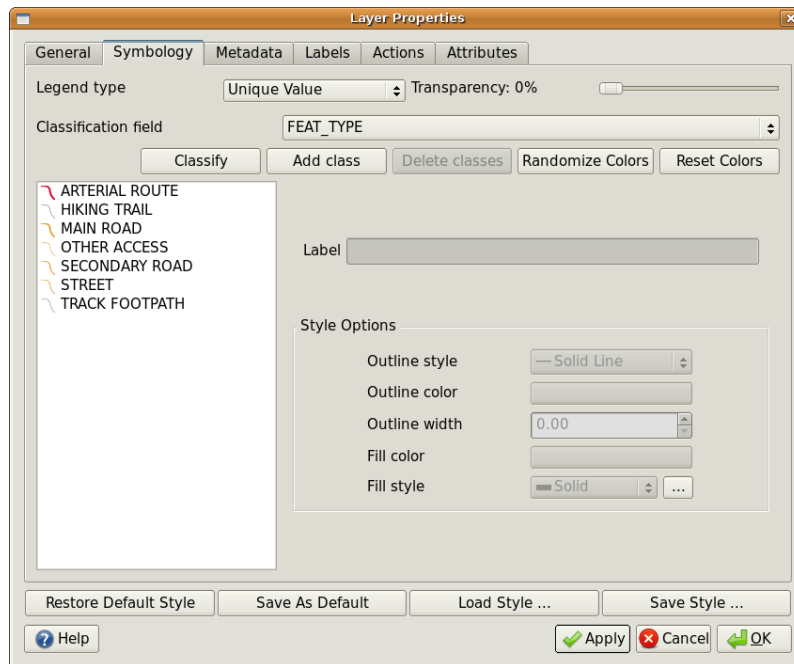 Layer Properties
General Symbology Metadata Labels Actions Attributes
Legend type Unique Value Transparency: 0%
Classification field FEAT_TYPE
Classify Add class Delete classes Randomize Colors Reset Colors
ARTERIAL ROUTE
HIKING TRAIL
MAIN ROAD
OTHER ACCESS
SECONDARY ROAD
STREET
TRACK FOOTPATH
Label
Style Options
Outline style Solid Line
Outline color
Outline width 0.00
Fill color
Fill style Solid ...
Restore Default Style Save As Default Load Style ... Save Style ...
Help Apply Cancel OK